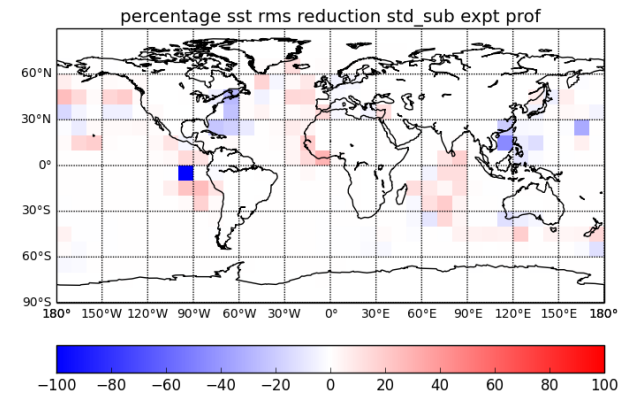 percentage sst rms reduction std_sub expt prof
60°N
30°N
0°
30°S
60°S
90°S
180° 150°W 120°W 90°W 60°W 30°W 0° 30°E 60°E 90°E 120°E 150°E 180°
−100 −80 −60 −40 −20 0 20 40 60 80 100